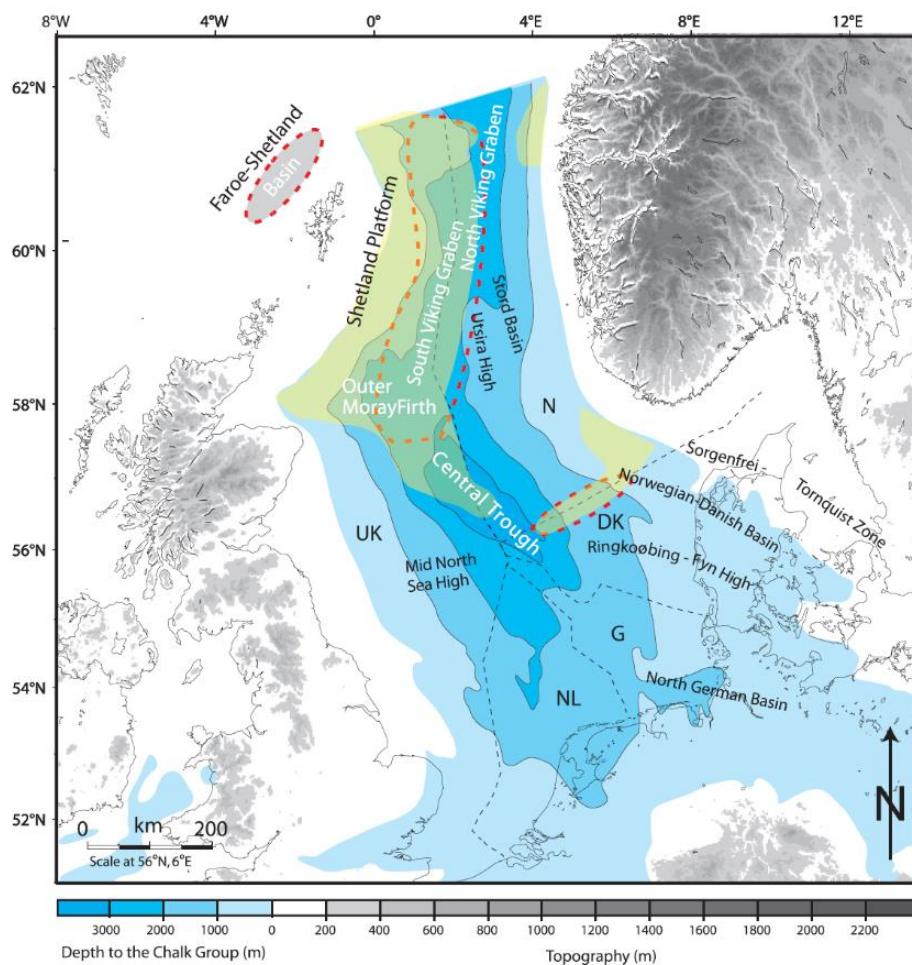 8°W
4°W
0°
4°E
8°E
12°E
62°N
60°N
58°N
56°N
54°N
52°N
Faroe-Shetland
Basin
Shetland Platform
South Viking Graben
North Viking Graben
Stord Basin
Utsira High
Outer
MorayFirth
N
Central Trough
Sorgenfrei -
Tornquist Zone
Norwegian-Danish Basin
UK
DK
Ringkoøbing - Fyn High
Mid North
Sea High
G
NL
North German Basin
N
0 km 200
Scale at 56°N, 6°E
3000 2000 1000 0 200 400 600 800 1000 1200 1400 1600 1800 2000 2200
Depth to the Chalk Group (m) Topography (m)